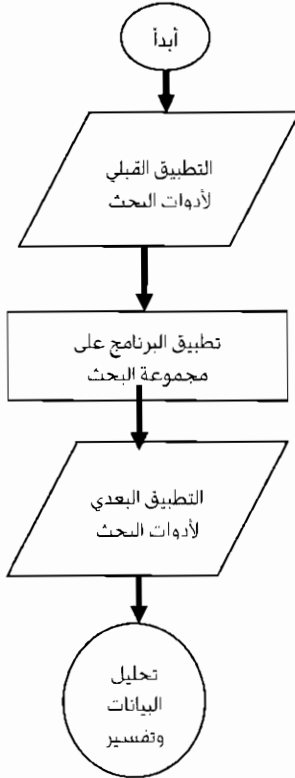 أبدأ
التطبيق القبلي
لأدوات البحث
تطبيق البرنامج على
مجموعة البحث
التطبيق البعدي
لأدوات البحث
تحليل
البيانات
وتفسير